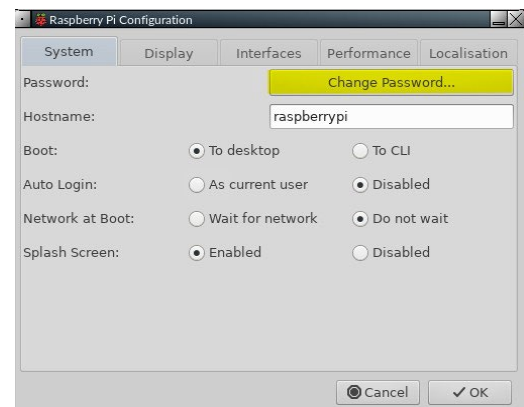 Raspberry Pi Configuration
System Display Interfaces Performance Localisation
Password: Change Password...
Hostname: raspberrypi
Boot: To desktop To CLI
Auto Login: As current user Disabled
Network at Boot: Wait for network Do not wait
Splash Screen: Enabled Disabled
Cancel OK